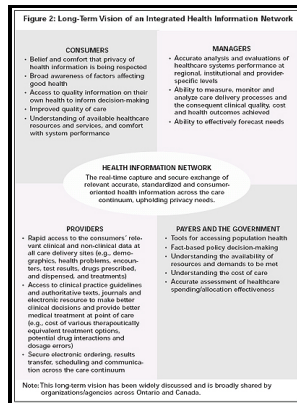 Figure 2: Long-Term Vision of an Integrated Health Information Network
CONSUMERS
• Belief and comfort that privacy of
health information is being respected
• Broad awareness of factors affecting
good health
• Access to quality information on their
own health to inform decision-making
• Improved quality of care
• Understanding of available healthcare
resources and services, and comfort
with system performance
MANAGERS
• Accurate analysis and evaluations of
healthcare systems performance at
regional, institutional and provider-
specific levels
• Ability to measure, monitor and
analyze care delivery processes and
the consequent clinical quality, cost
and health outcomes achieved
• Ability to effectively forecast needs
HEALTH INFORMATION NETWORK
The real-time capture and secure exchange of
relevant accurate, standardized and consumer-
oriented health information across the care
continuum, upholding privacy needs.
PROVIDERS
• Rapid access to the consumers' rele-
vant clinical and non-clinical data at
all care delivery sites (e.g., demo-
graphics, health problems, encoun-
ters, test results, drugs prescribed,
and dispensed, and treatments)
• Access to clinical practice guidelines
and authoritative texts, journals and
electronic resource to make better
clinical decisions and provide better
medical treatment at point of care
(e.g., cost of various therapeutically
equivalent treatment options,
potential drug interactions and
dosage errors)
• Secure electronic ordering, results
transfer, scheduling and communica-
tion across the care continuum
PAYERS AND THE GOVERNMENT
• Tools for accessing population health
• Fact-based policy decision-making
• Understanding the availability of
resources and demands to be met
• Understanding the cost of care
• Accurate assessment of healthcare
spending/allocation effectiveness
Note: This long-term vision has been widely discussed and is broadly shared by
organizations/agencies across Ontario and Canada.